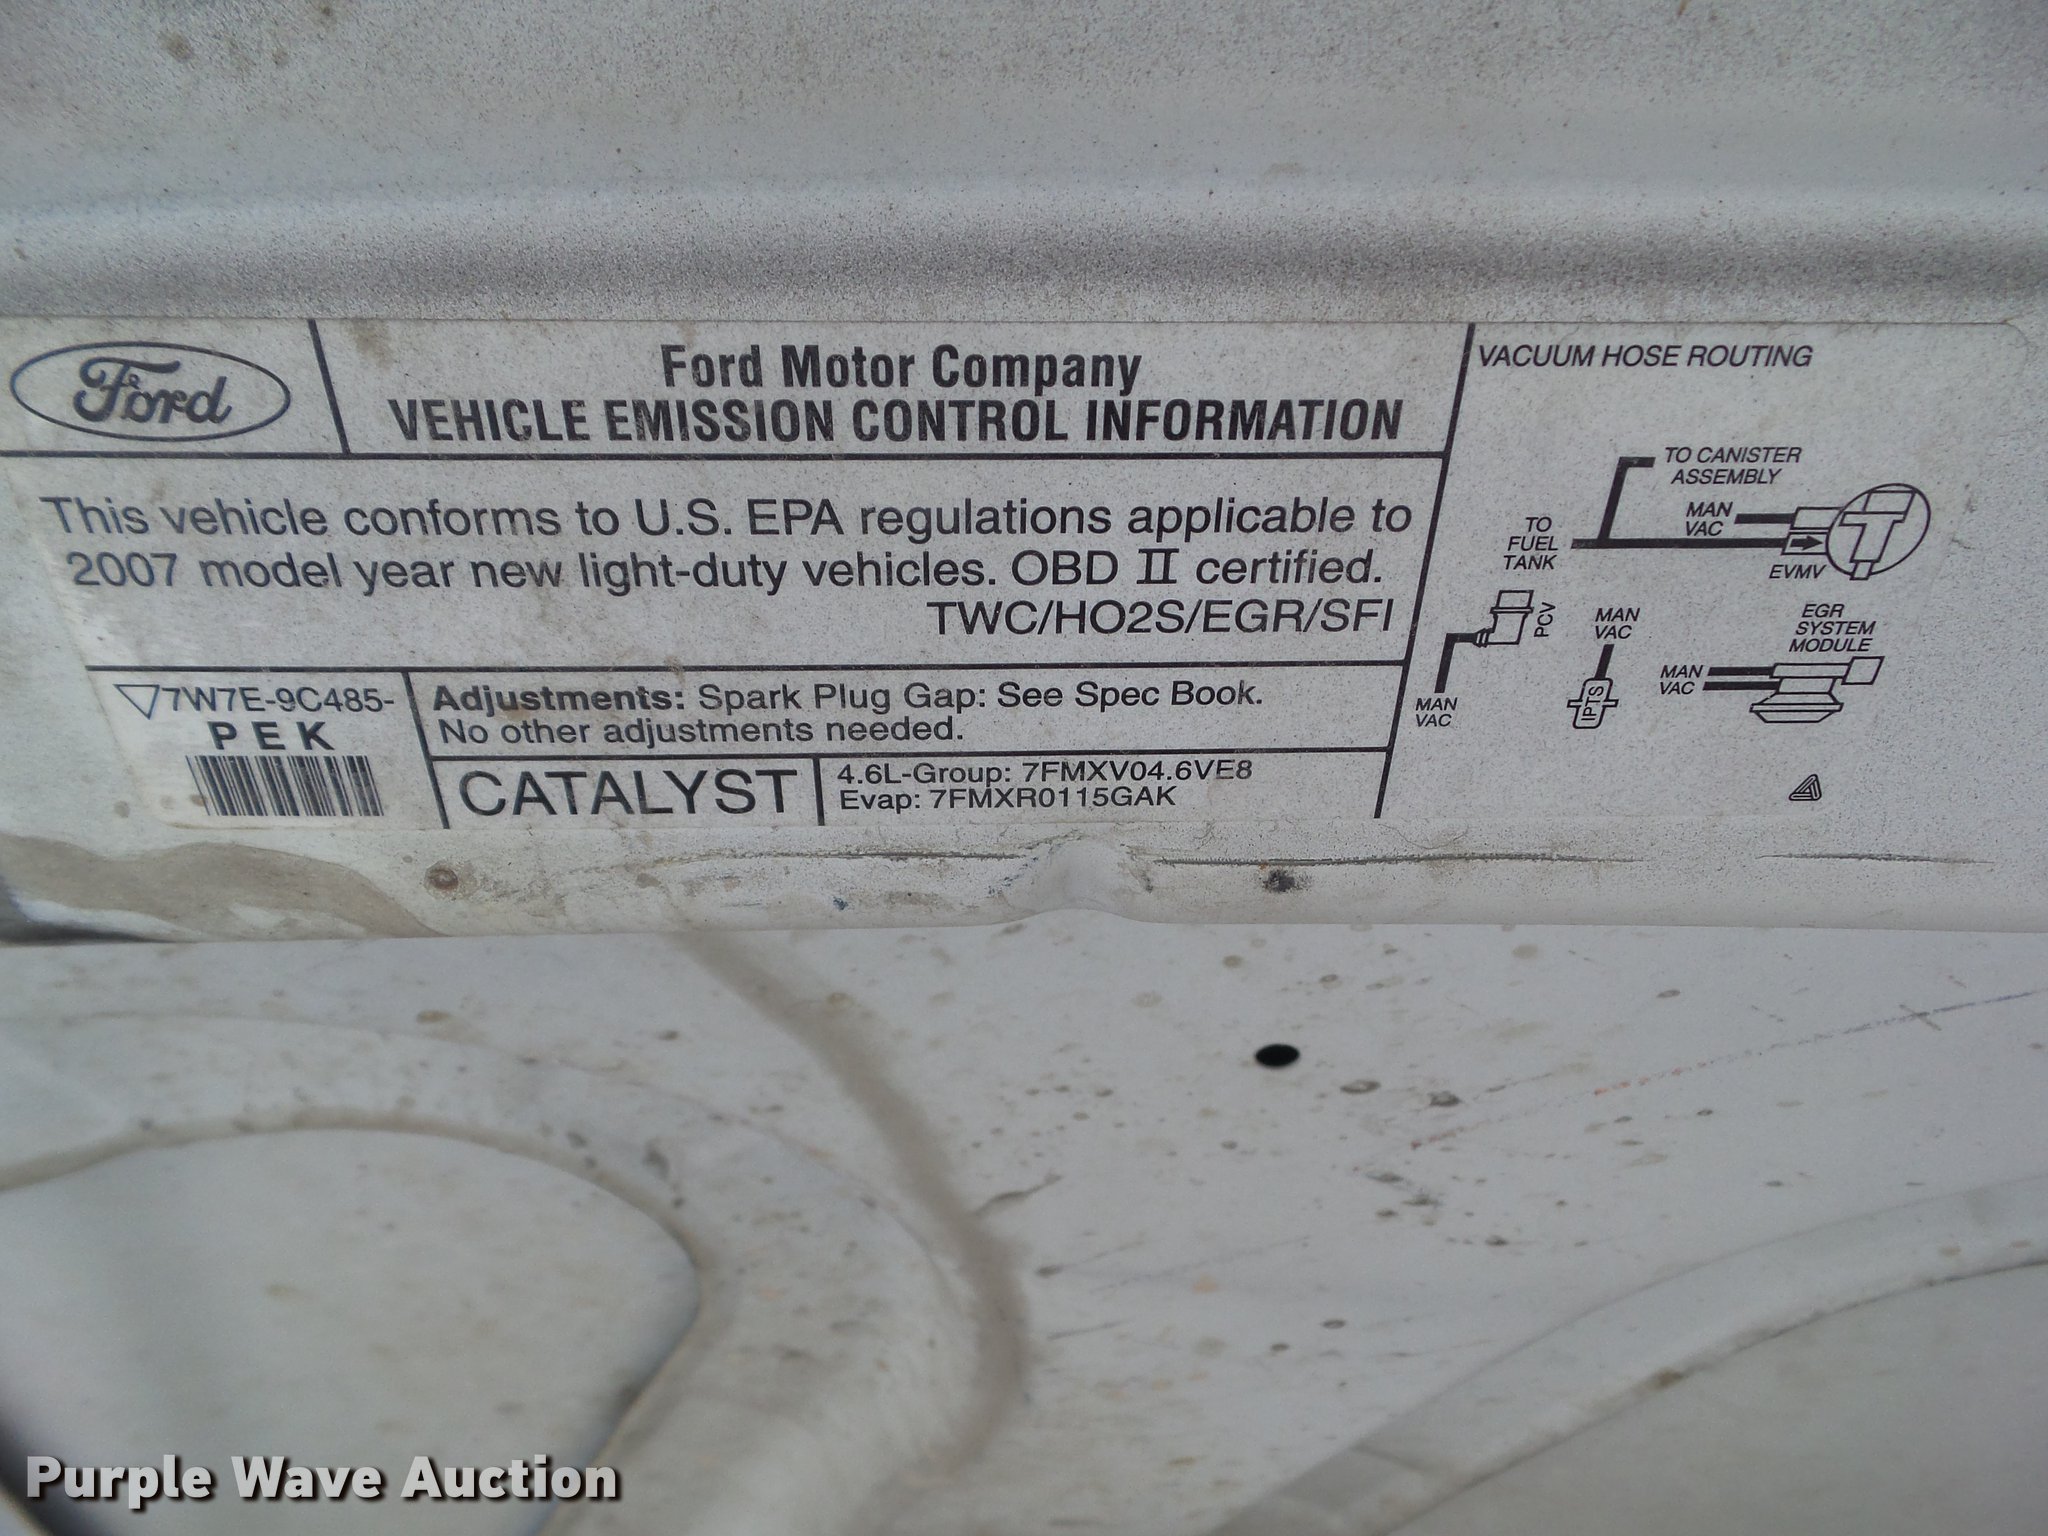 Ford
Ford Motor Company
VEHICLE EMISSION CONTROL INFORMATION
This vehicle conforms to U.S. EPA regulations applicable to
2007 model year new light-duty vehicles. OBD II certified.
TWC/HO2S/EGR/SFI
7W7E-9C485-
PEK
Adjustments: Spark Plug Gap: See Spec Book.
No other adjustments needed.
CATALYST
4.6L-Group: 7FMXV04.6VE8
Evap: 7FMXR0115GAK
VACUUM HOSE ROUTING
TO CANISTER
ASSEMBLY
MAN
VAC
TO
FUEL
TANK
EVMV
PCV
MAN
VAC
MAN
VAC
IPTS
EGR
SYSTEM
MODULE
MAN
VAC
Purple Wave Auction